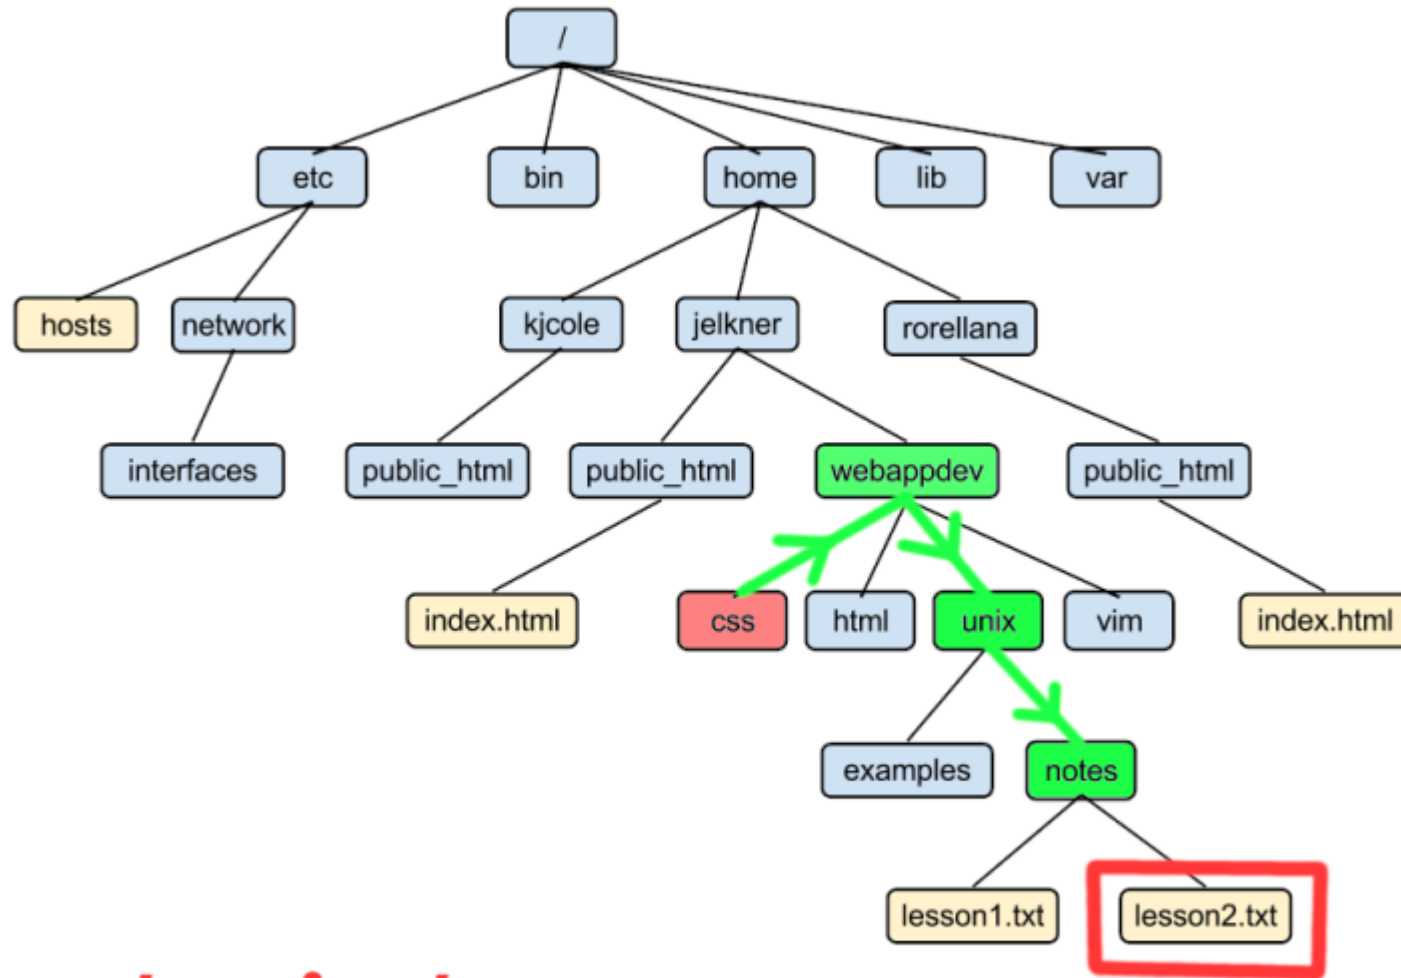 /
etc bin home lib var
hosts network kjcole jelkner rorellana
interfaces public_html public_html webappdev public_html
index.html css html unix vim index.html
examples notes
lesson1.txt lesson2.txt